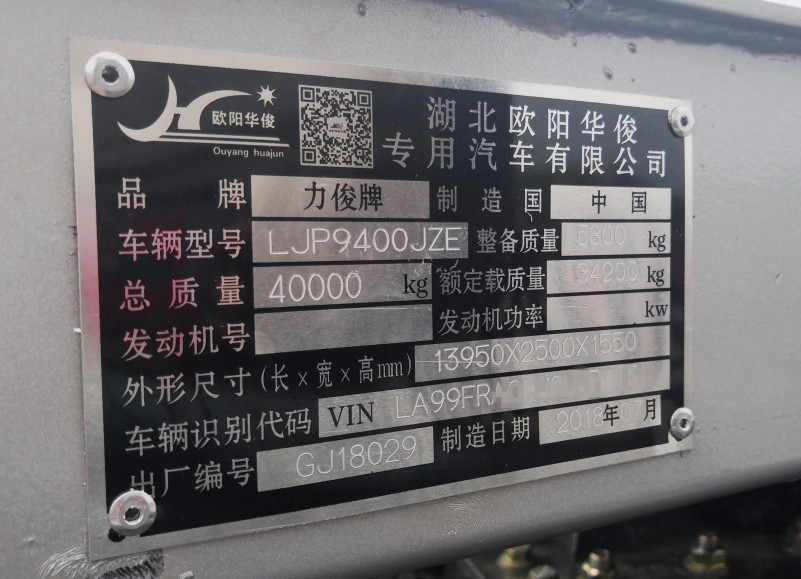 欧阳华俊
Ouyang huajun
湖北欧阳华俊
专用汽车有限公司
品牌 力俊牌 制造国 中国
车辆型号 LJP9400JZE 整备质量 5800 kg
总质量 40000 kg 额定载质量 34200 kg
发动机号 发动机功率 kw
外形尺寸(长×宽×高mm) 13950X2500X1550
车辆识别代码 VIN LA99FRA
出厂编号 GJ18029 制造日期 2018年07月